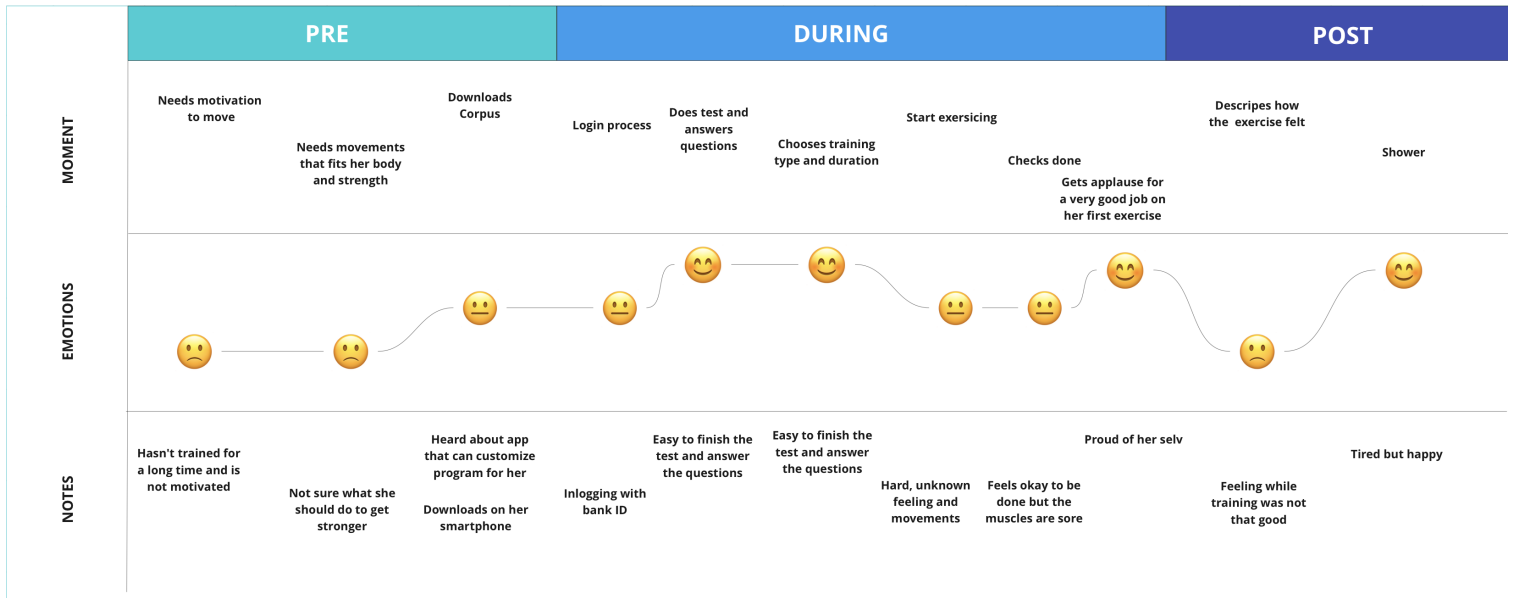 PRE
DURING
POST
MOMENT
Needs motivation
to move
Needs movements
that fits her body
and strength
Downloads
Corpus
Login process
Does test and
answers
questions
Chooses training
type and duration
Start exersicing
Checks done
Gets applause for
a very good job on
her first exercise
Descripes how
the exercise felt
Shower
EMOTIONS
NOTES
Hasn't trained for
a long time and is
not motivated
Not sure what she
should do to get
stronger
Heard about app
that can customize
program for her
Downloads on her
smartphone
Inlogging with
bank ID
Easy to finish the
test and answer
the questions
Easy to finish the
test and answer
the questions
Hard, unknown
feeling and
movements
Feels okay to be
done but the
muscles are sore
Proud of her selv
Feeling while
training was not
that good
Tired but happy